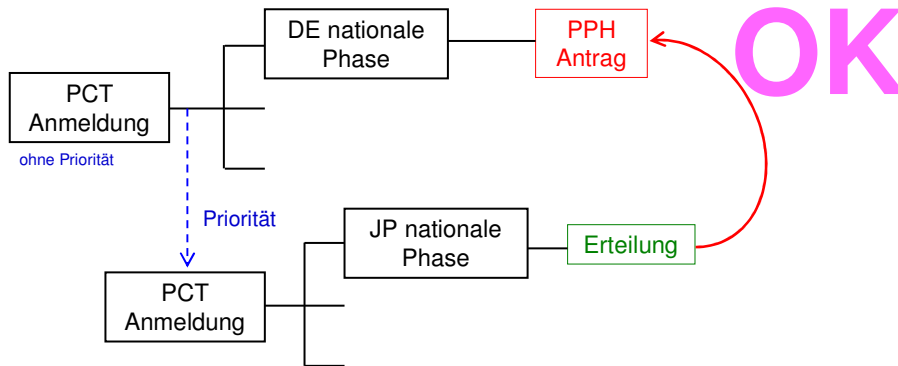 DE nationale
Phase
PPH
Antrag
OK
PCT
Anmeldung
ohne Priorität
Priorität
JP nationale
Phase
Erteilung
PCT
Anmeldung